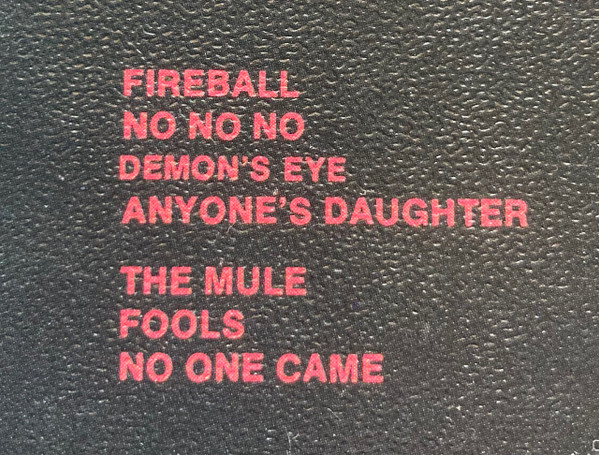 FIREBALL
NO NO NO
DEMON'S EYE
ANYONE'S DAUGHTER
THE MULE
FOOLS
NO ONE CAME